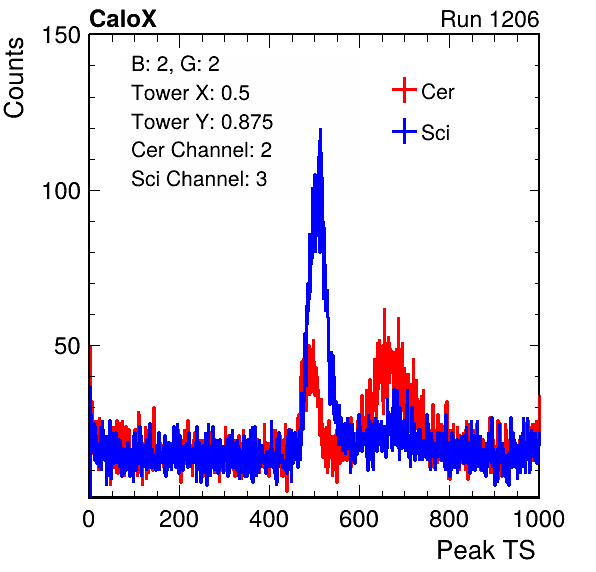 CaloX Run 1206
Counts
150
100
50
B: 2, G: 2
Tower X: 0.5
Tower Y: 0.875
Cer Channel: 2
Sci Channel: 3
Cer
Sci
0 200 400 600 800 1000
Peak TS